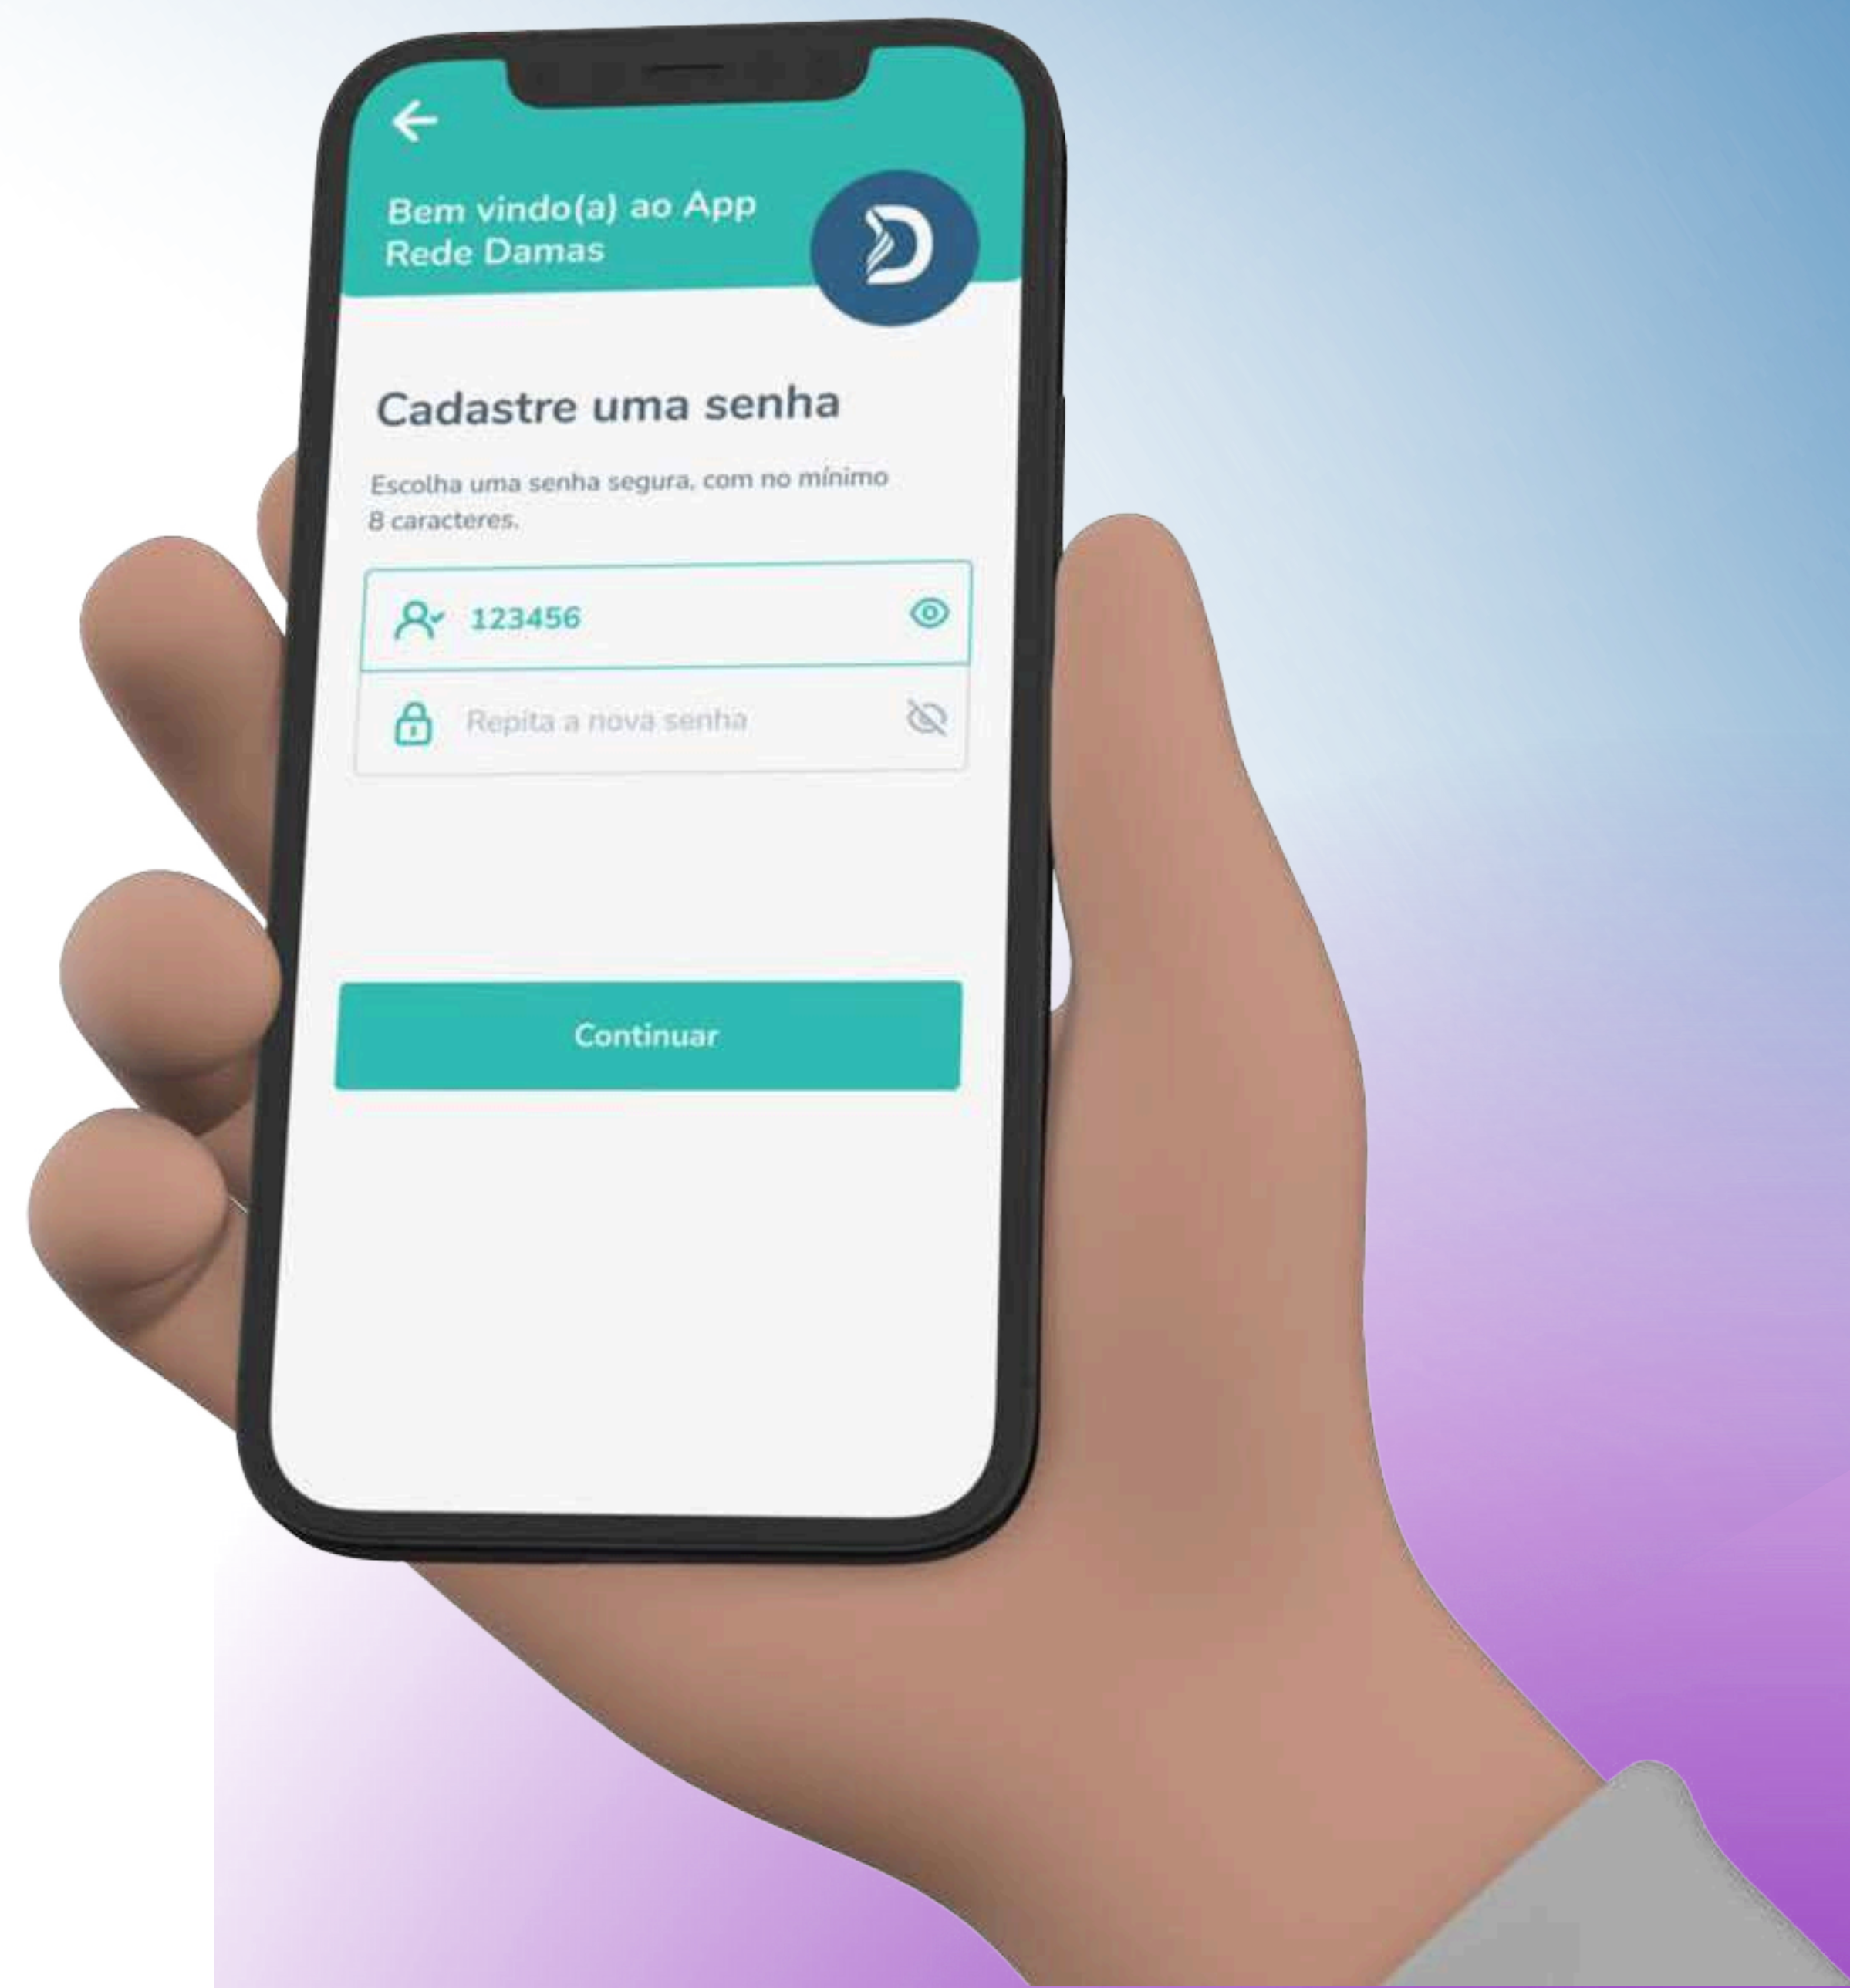 Bem vindo(a) ao App
Rede Damas
D
Cadastre uma senha
Escolha uma senha segura, com no mínimo
8 caracteres.
123456
Repita a nova senha
Continuar